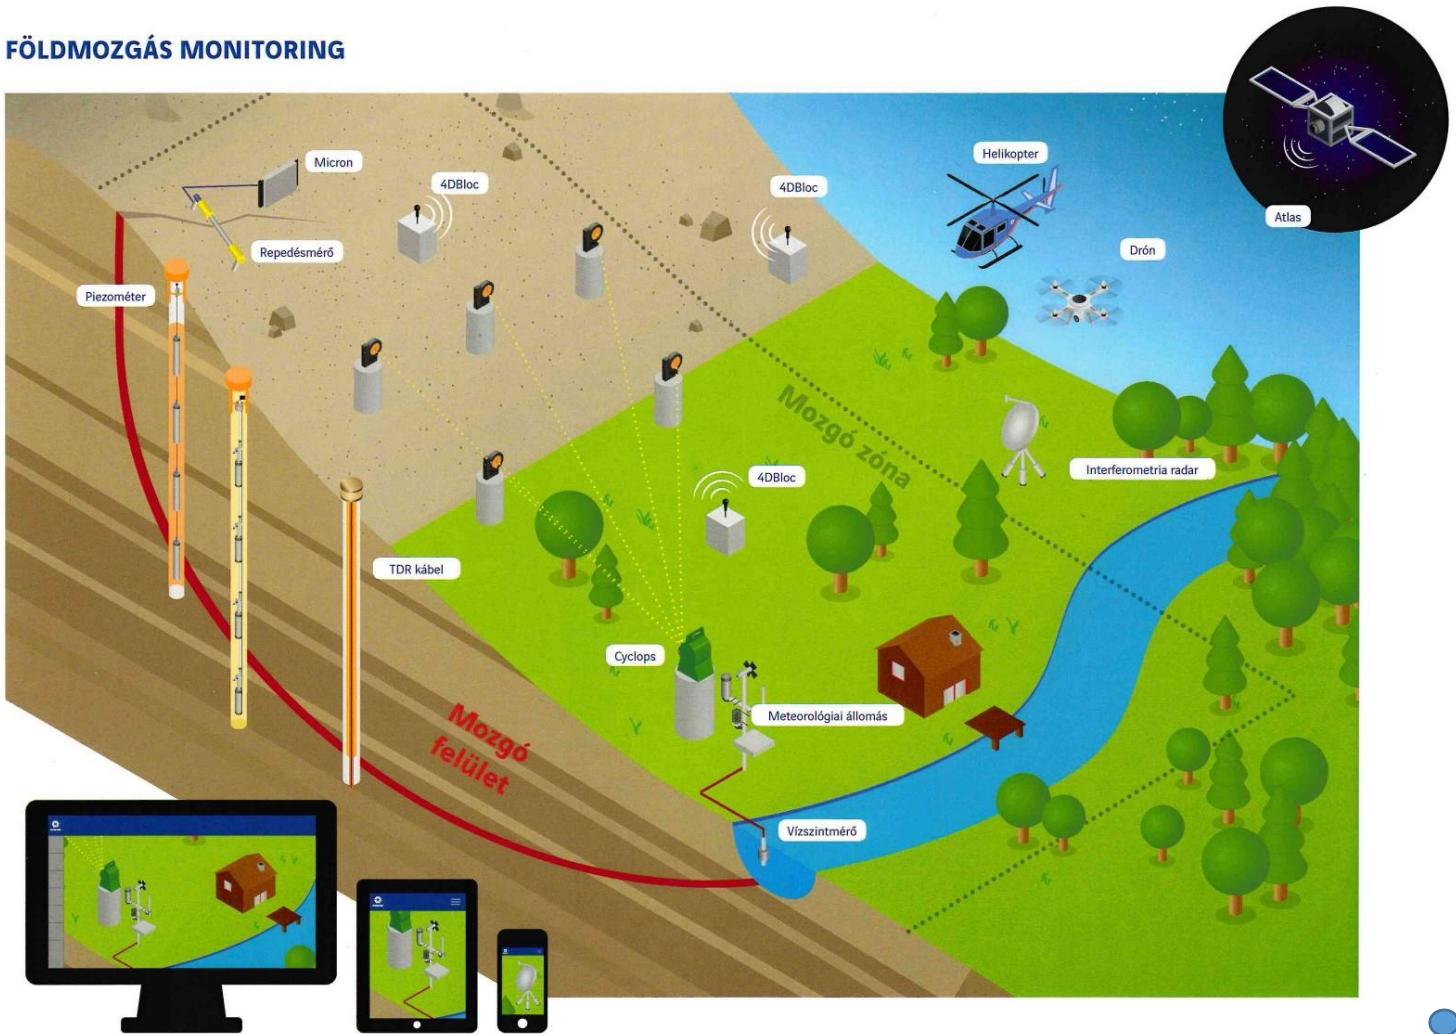 FÖLDMOZGÁS MONITORING
Micron
4DBloc
4DBloc
Helikopter
Atlas
Repedésmérő
Drón
Piezométer
Mozgó zóna
Interferometria radar
4DBloc
TDR kábel
Cyclops
Meteorológiai állomás
Mozgó
felület
Vízszintmérő